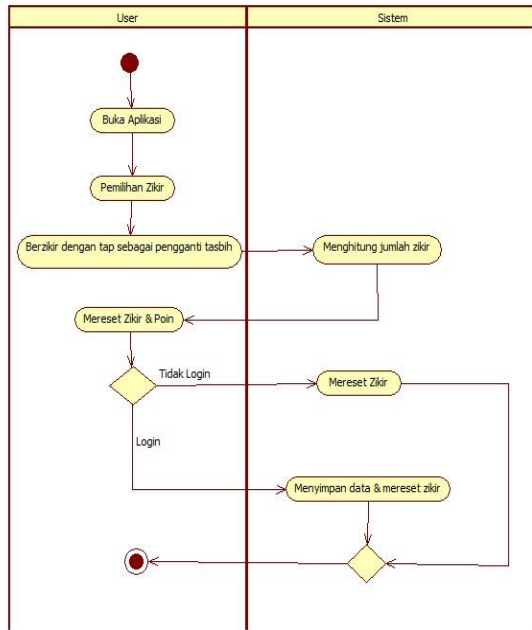 User
Sistem
Buka Aplikasi
Pemilihan Zikir
Berzikir dengan tap sebagai pengganti tasbih
Menghitung jumlah zikir
Mereset Zikir & Poin
Tidak Login
Mereset Zikir
Login
Menyimpan data & mereset zikir